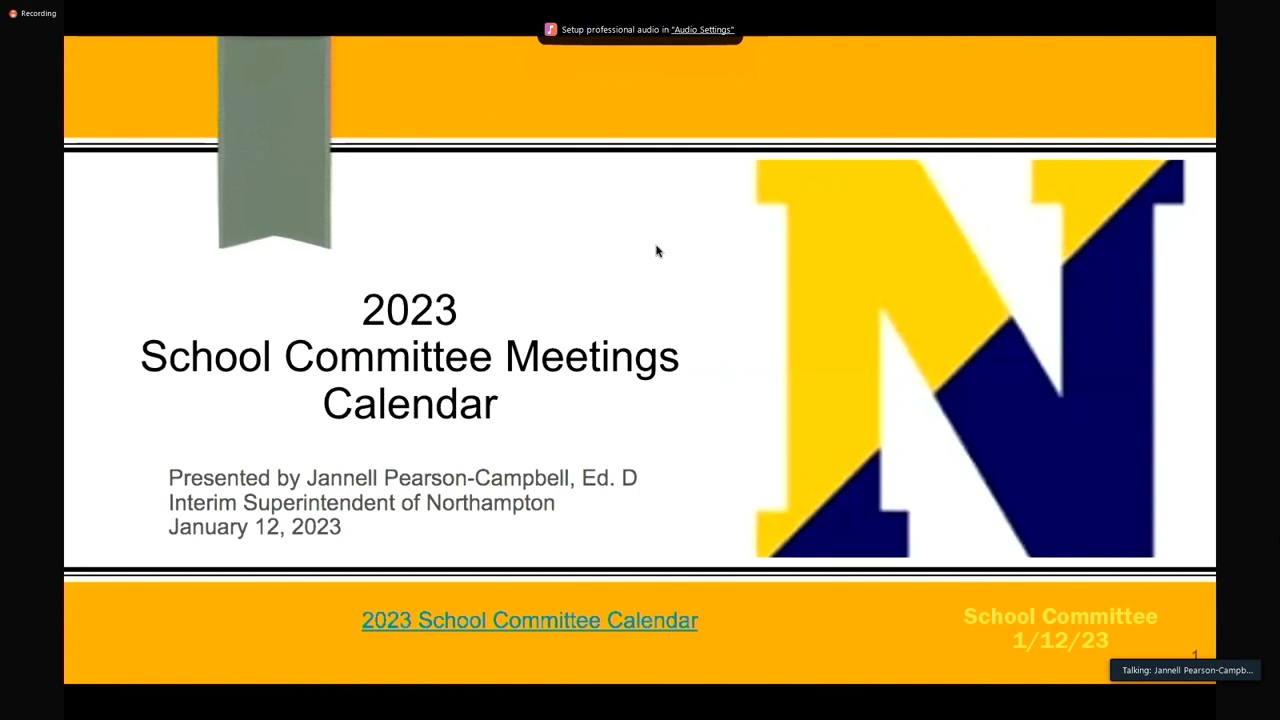 Recording
Setup professional audio in "Audio Settings"
N
2023
School Committee Meetings
Calendar
Presented by Jannell Pearson-Campbell, Ed. D
Interim Superintendent of Northampton
January 12, 2023
2023 School Committee Calendar
School Committee
1/12/23
1
Talking: Jannell Pearson-Campb...